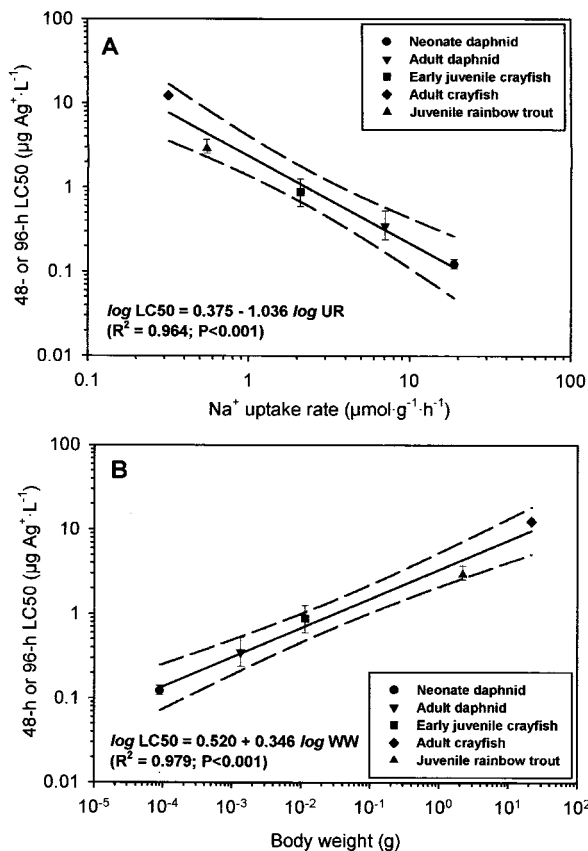 A
Neonate daphnid
Adult daphnid
Early juvenile crayfish
Adult crayfish
Juvenile rainbow trout
100
10
1
0.1
0.01
48- or 96-h LC50 (µg Ag⁺·L⁻¹)
log LC50 = 0.375 - 1.036 log UR
(R² = 0.964; P<0.001)
0.1 1 10 100
Na⁺ uptake rate (µmol·g⁻¹·h⁻¹)
B
100
10
1
0.1
0.01
48-h or 96-h LC50 (µg Ag⁺·L⁻¹)
Neonate daphnid
Adult daphnid
Early juvenile crayfish
Adult crayfish
Juvenile rainbow trout
log LC50 = 0.520 + 0.346 log WW
(R² = 0.979; P<0.001)
10⁻⁵ 10⁻⁴ 10⁻³ 10⁻² 10⁻¹ 10⁰ 10¹ 10²
Body weight (g)